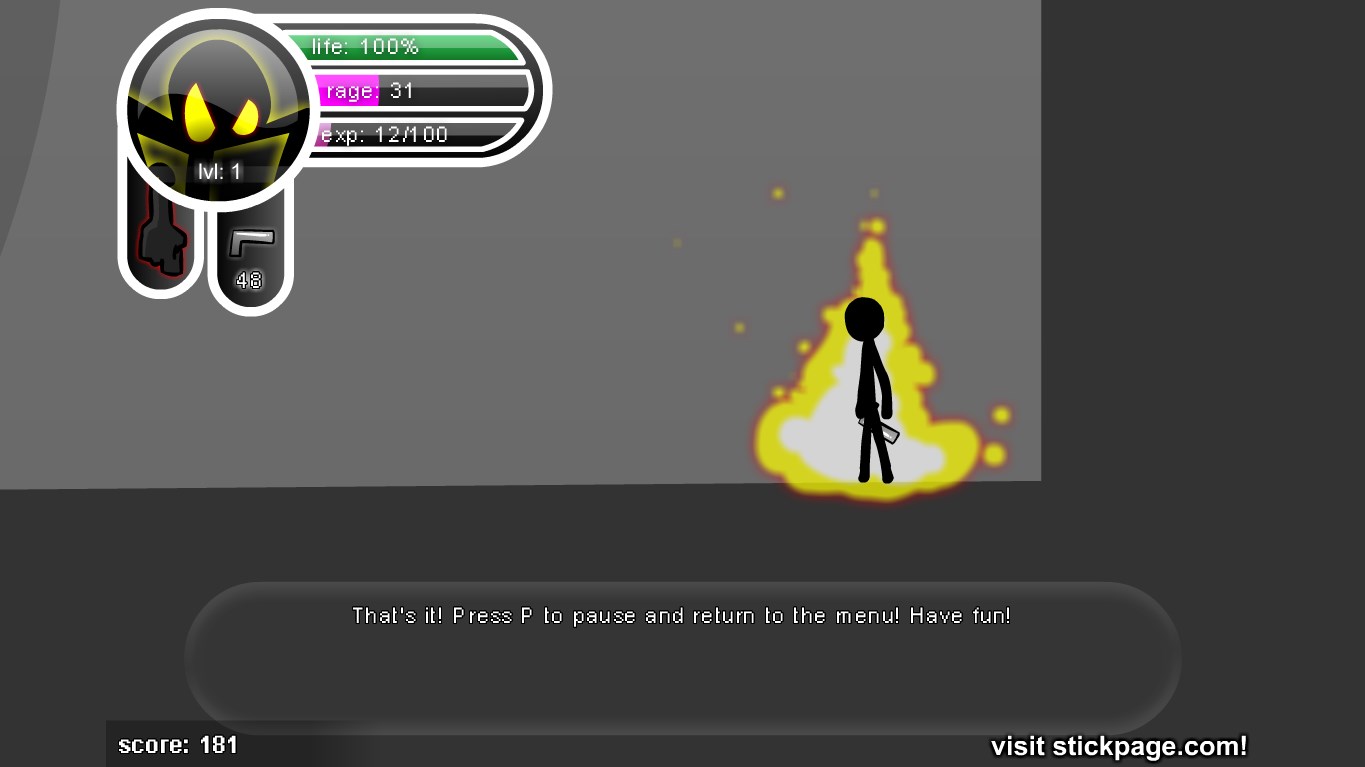 life: 100%
rage: 31
exp: 12/100
lvl: 1
48
That's it! Press P to pause and return to the menu! Have fun!
score: 181
visit stickpage.com!